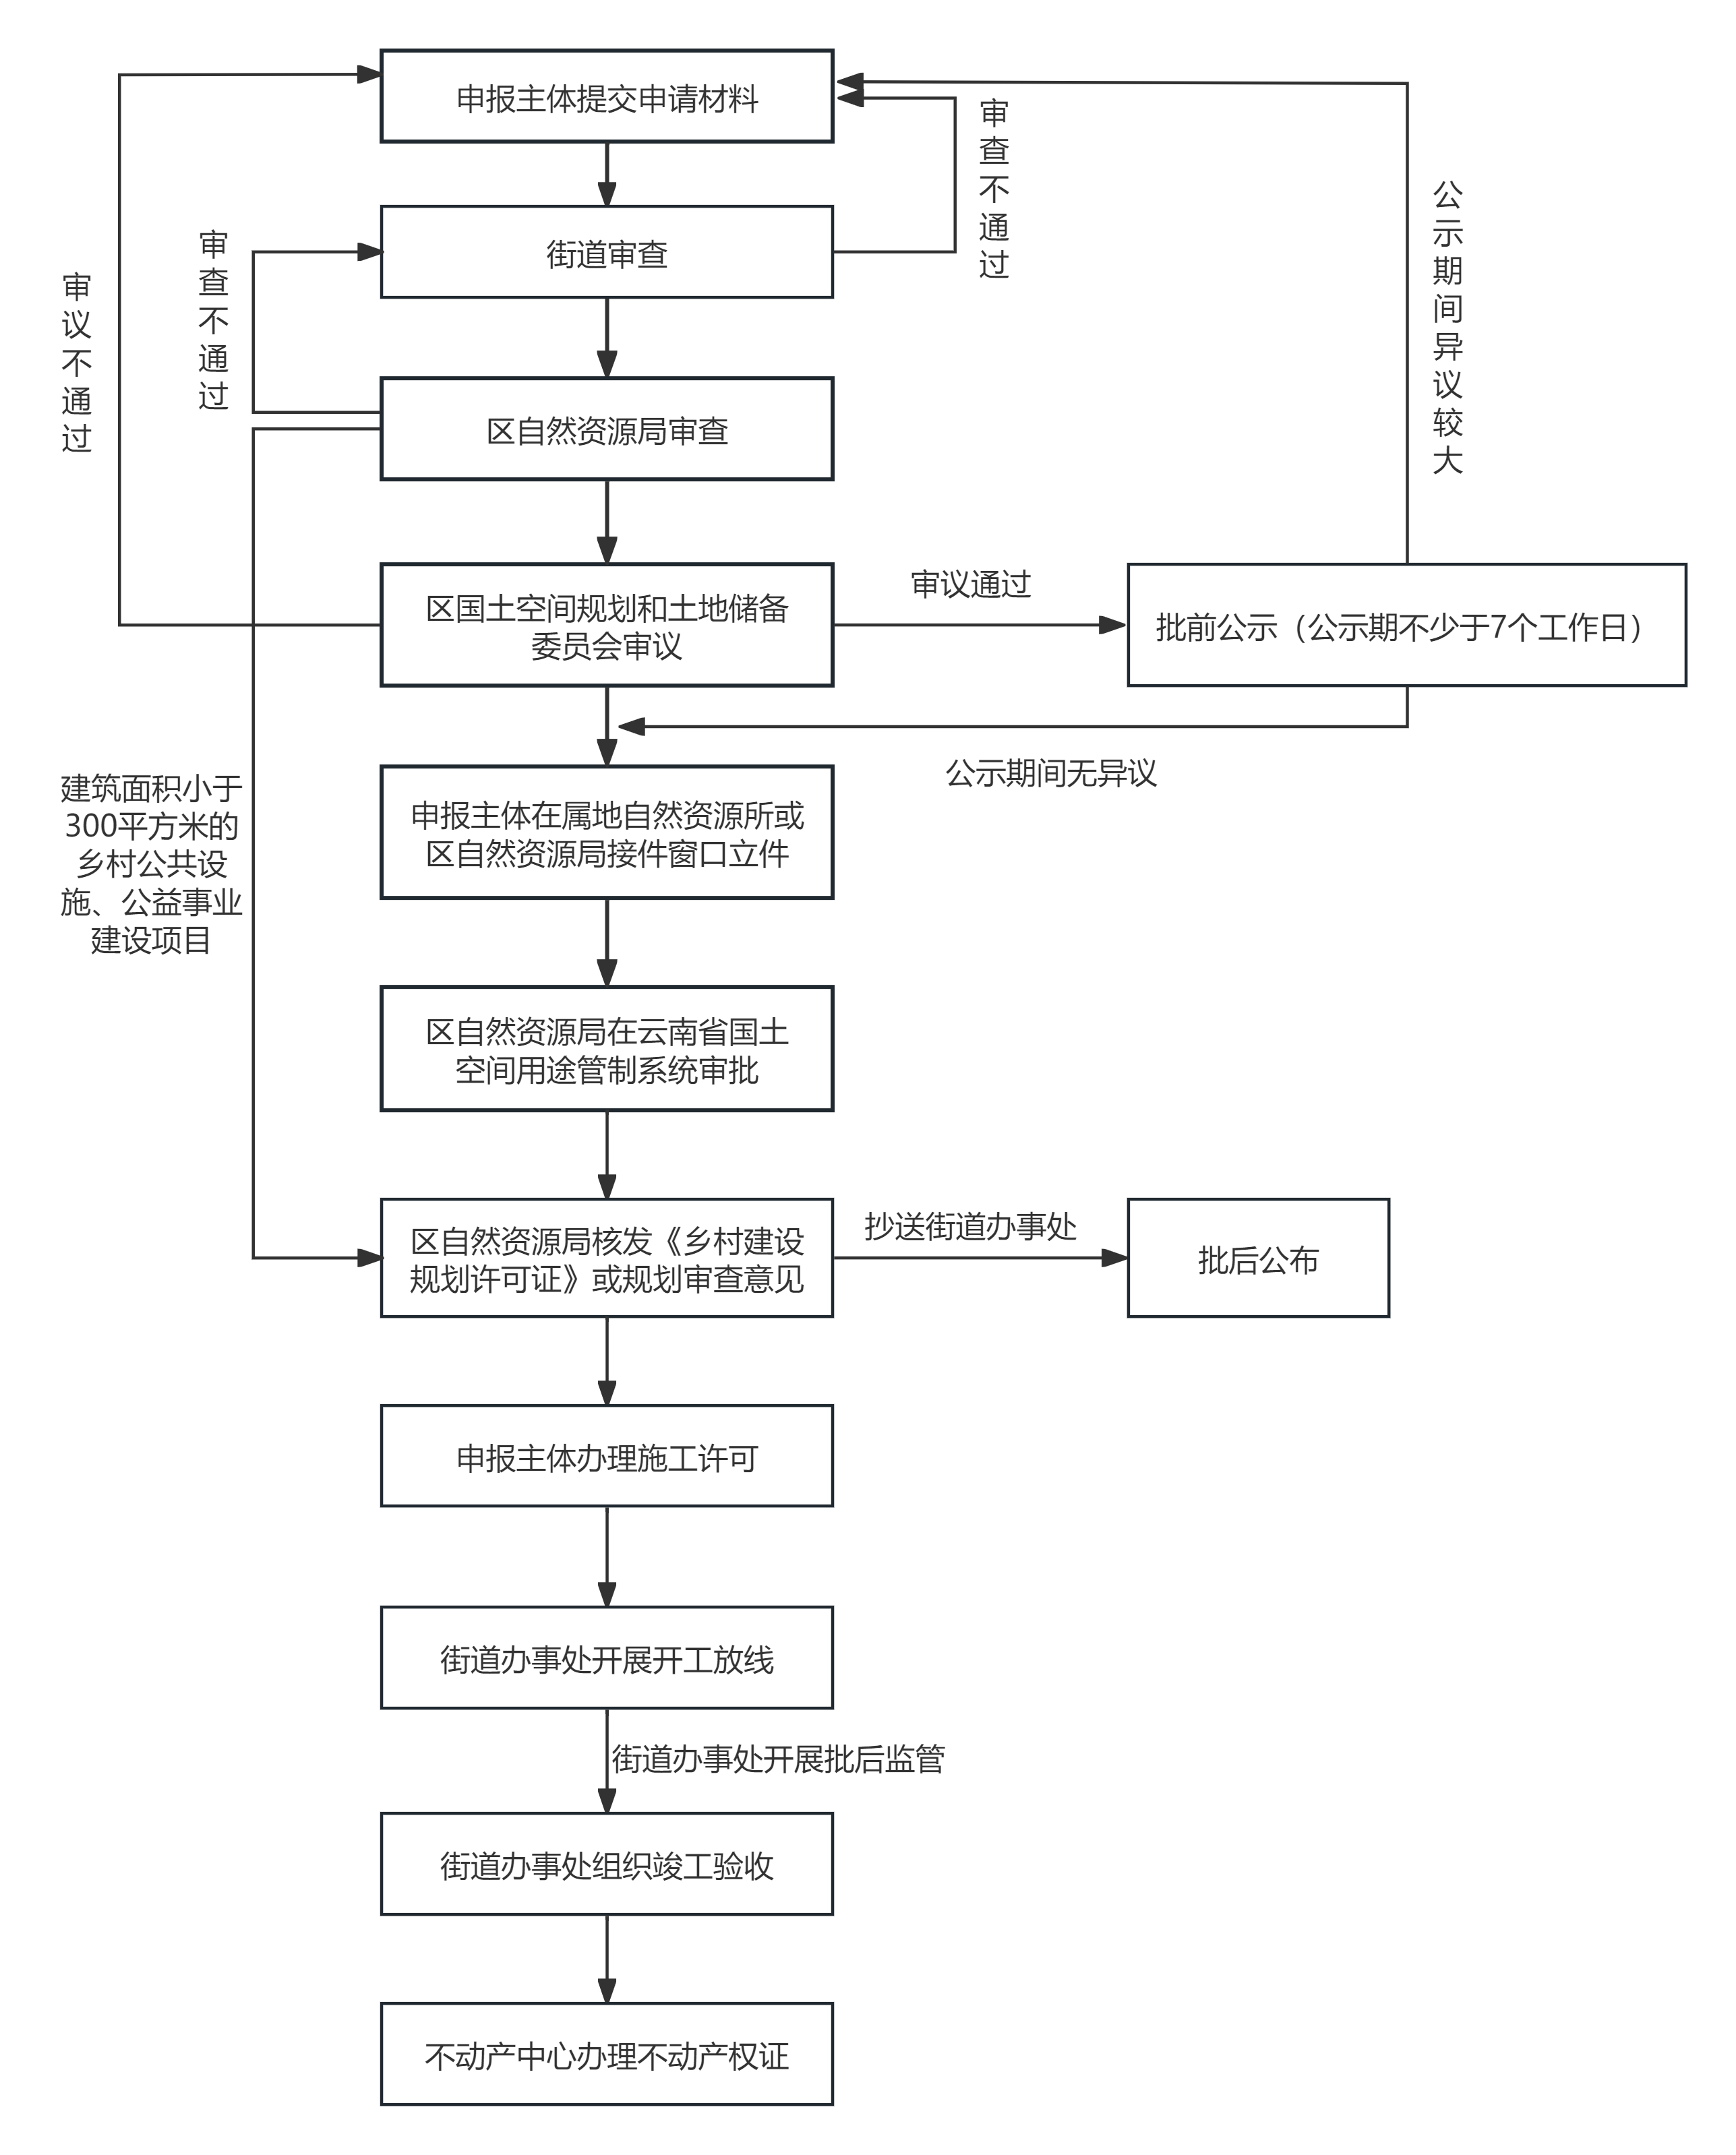 申报主体提交申请材料
审查不通过
街道审查
审查不通过
审议不通过
公示期间异议较大
区自然资源局审查
区国土空间规划和土地储备
委员会审议
审议通过
批前公示（公示期不少于7个工作日）
公示期间无异议
申报主体在属地自然资源所或
区自然资源局接件窗口立件
建筑面积小于
300平方米的
乡村公共设
施、公益事业
建设项目
区自然资源局在云南省国土
空间用途管制系统审批
区自然资源局核发《乡村建设
规划许可证》或规划审查意见
抄送街道办事处
批后公布
申报主体办理施工许可
街道办事处开展开工放线
街道办事处开展批后监管
街道办事处组织竣工验收
不动产中心办理不动产权证